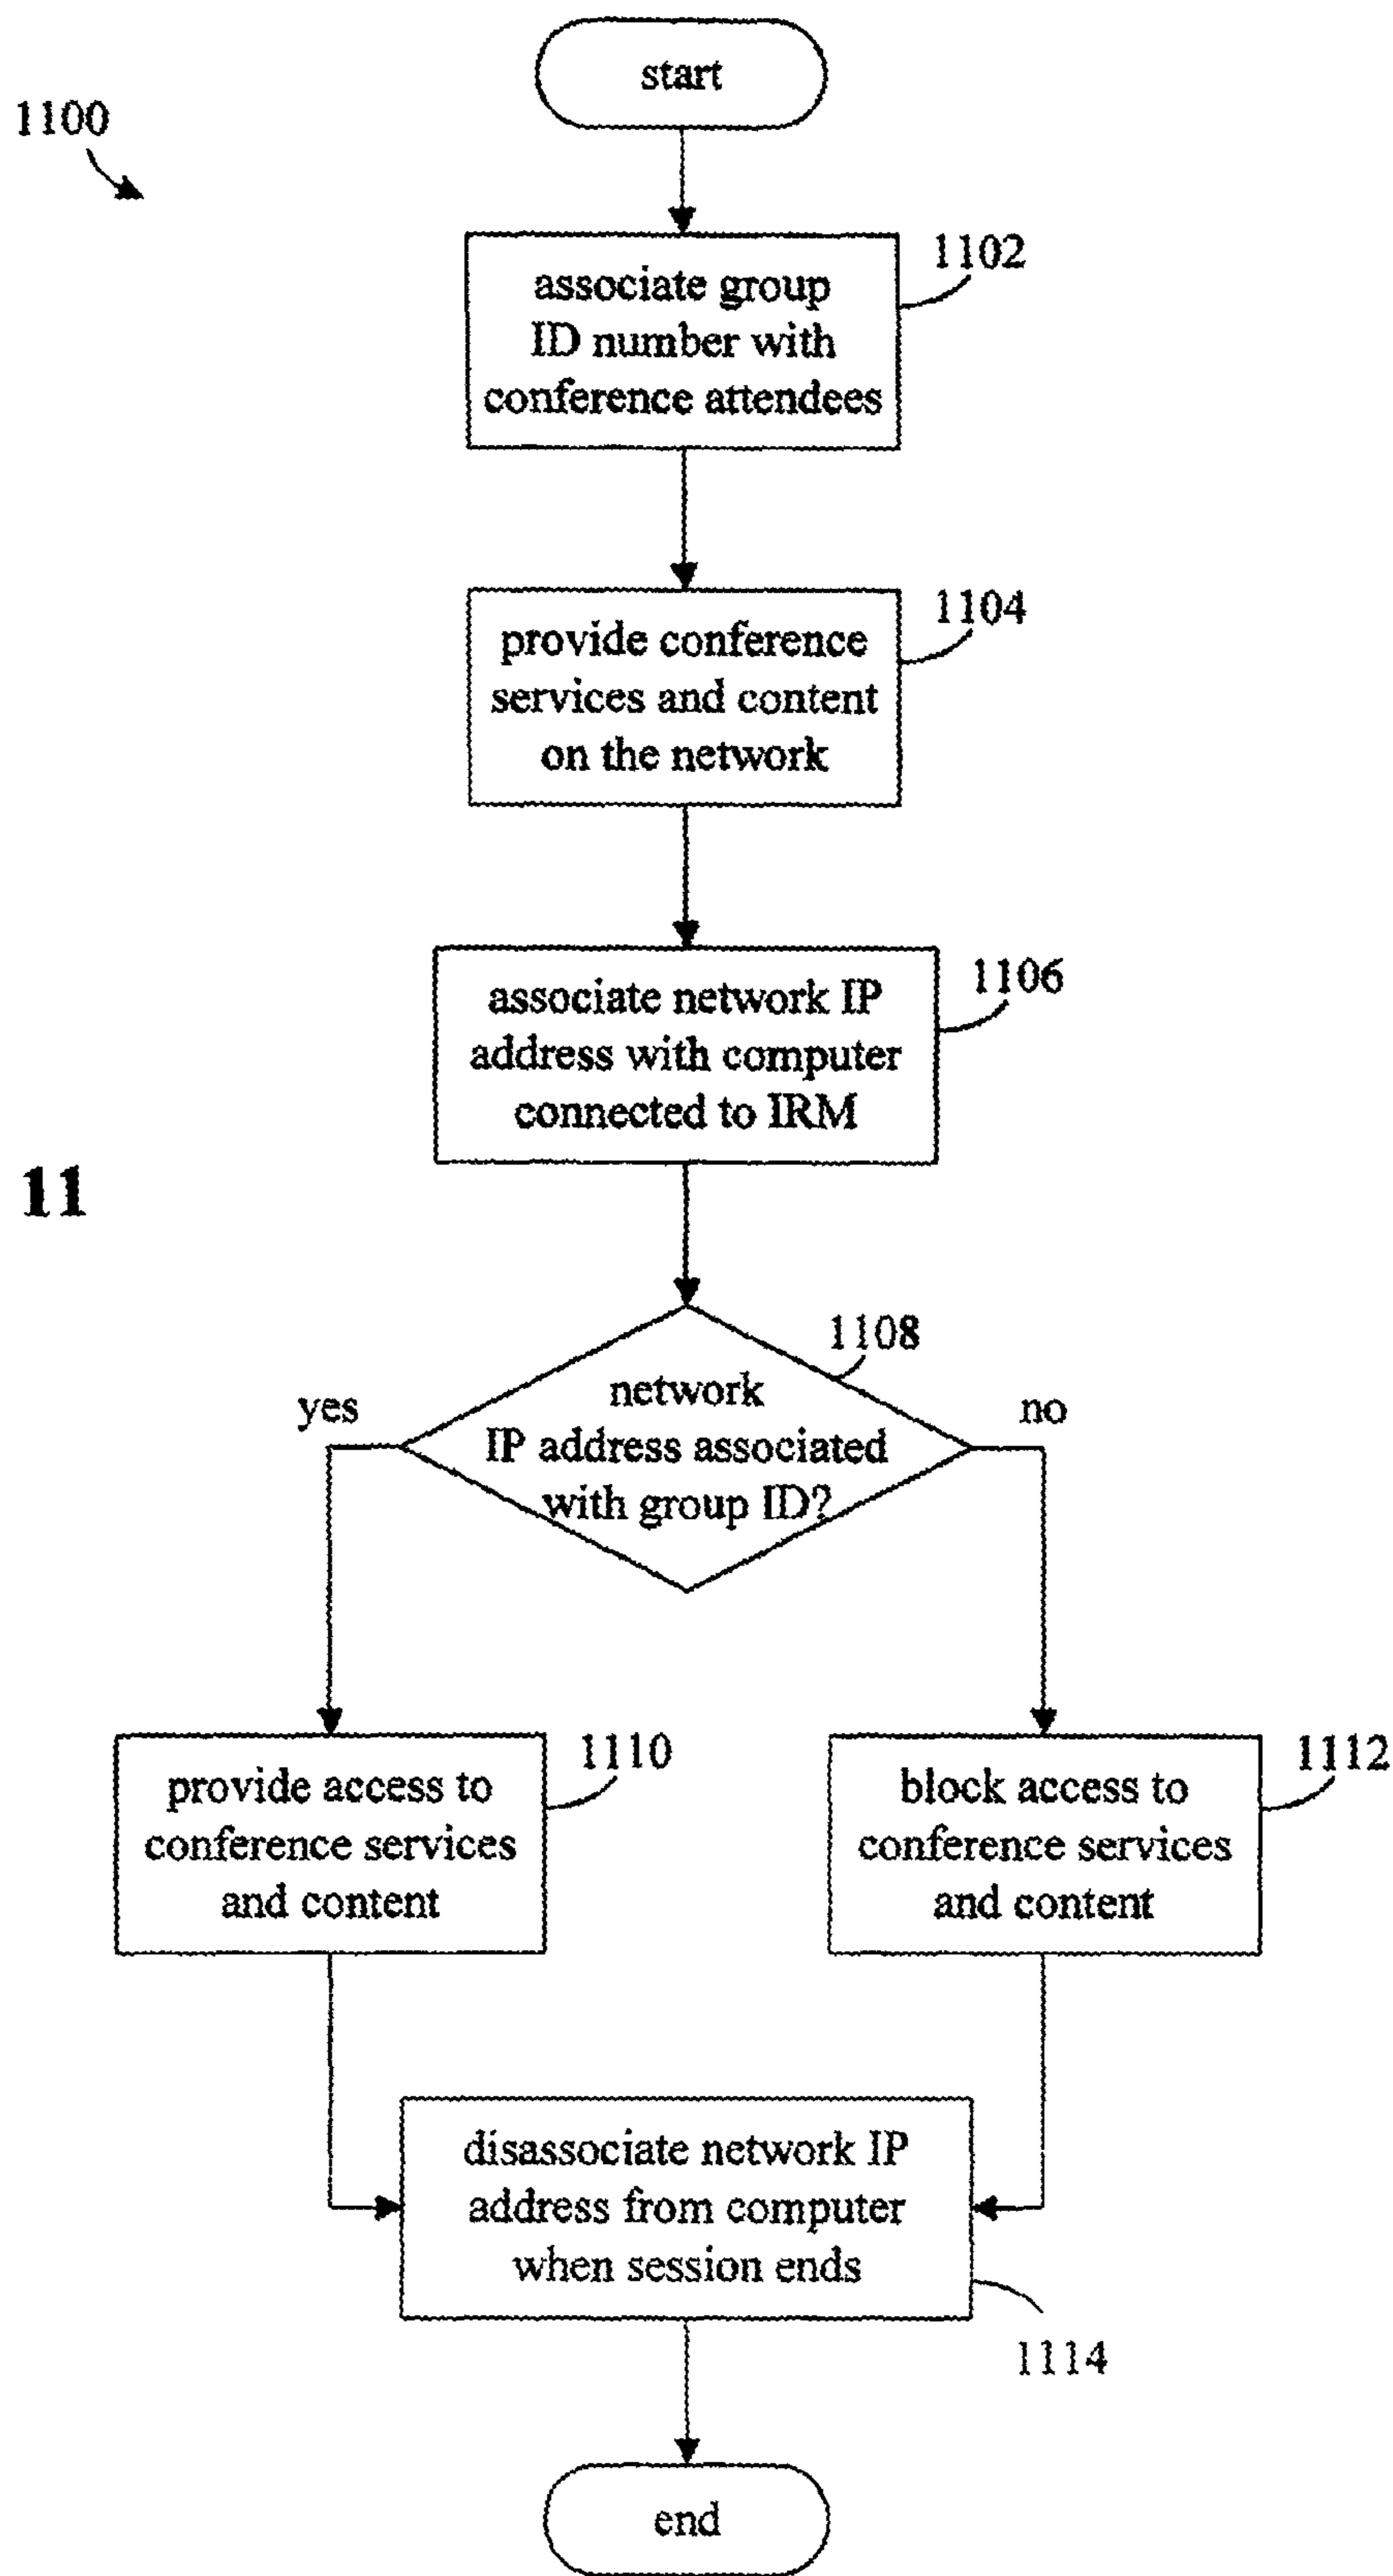 start
1100
1102
associate group
ID number with
conference attendees
1104
provide conference
services and content
on the network
1106
associate network IP
address with computer
connected to IRM
11
1108
network
IP address associated
with group ID?
yes
no
1110
provide access to
conference services
and content
1112
block access to
conference services
and content
disassociate network IP
address from computer
when session ends
1114
end